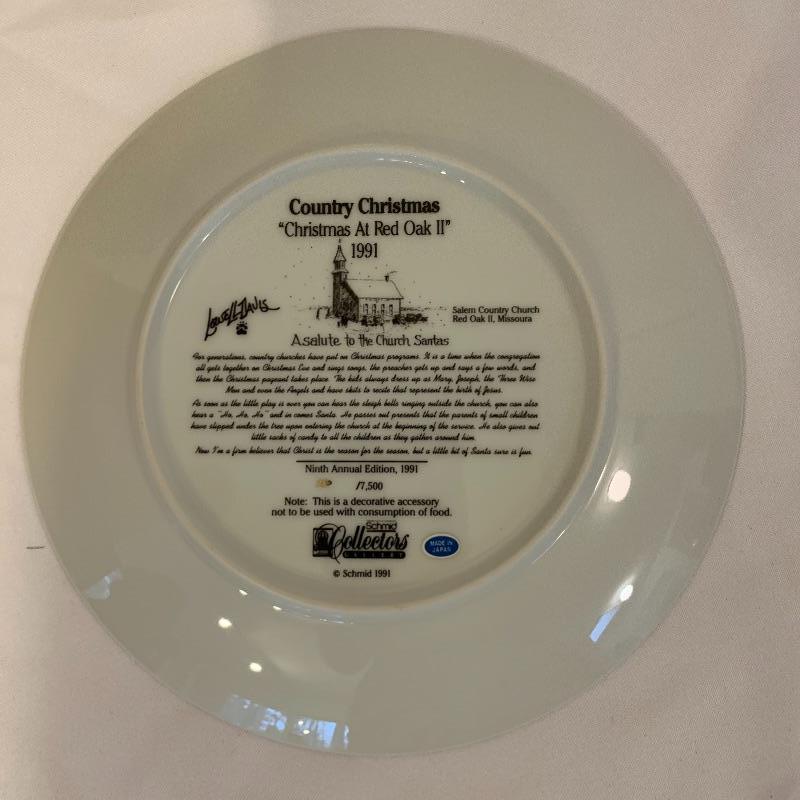 Country Christmas
“Christmas At Red Oak II”
1991
Lowell Davis
Salem Country Church
Red Oak II, Missoura
A salute to the Church Santas
For generations, country churches have put on Christmas programs. It is a time when the congregation
all gets together on Christmas Eve and sings songs, the preacher gets up and says a few words, and
then the Christmas pageant takes place. The kids always dress up as Mary, Joseph, the Three Wise
Men and even the Angels and have skits to recite that represent the birth of Jesus.
As soon as the little play is over you can hear the sleigh bells ringing outside the church, you can also
hear a “Ho, Ho, Ho” and in comes Santa. He passes out presents that the parents of small children
have slipped under the tree upon entering the church at the beginning of the service. He also gives out
little sacks of candy to all the children as they gather around him.
Now I'm a firm believer that Christ is the reason for the season, but a little bit of Santa sure is fun.
Ninth Annual Edition, 1991
/7,500
Note: This is a decorative accessory
not to be used with consumption of food.
Schmid
Collectors
GALLERY
MADE IN
JAPAN
© Schmid 1991